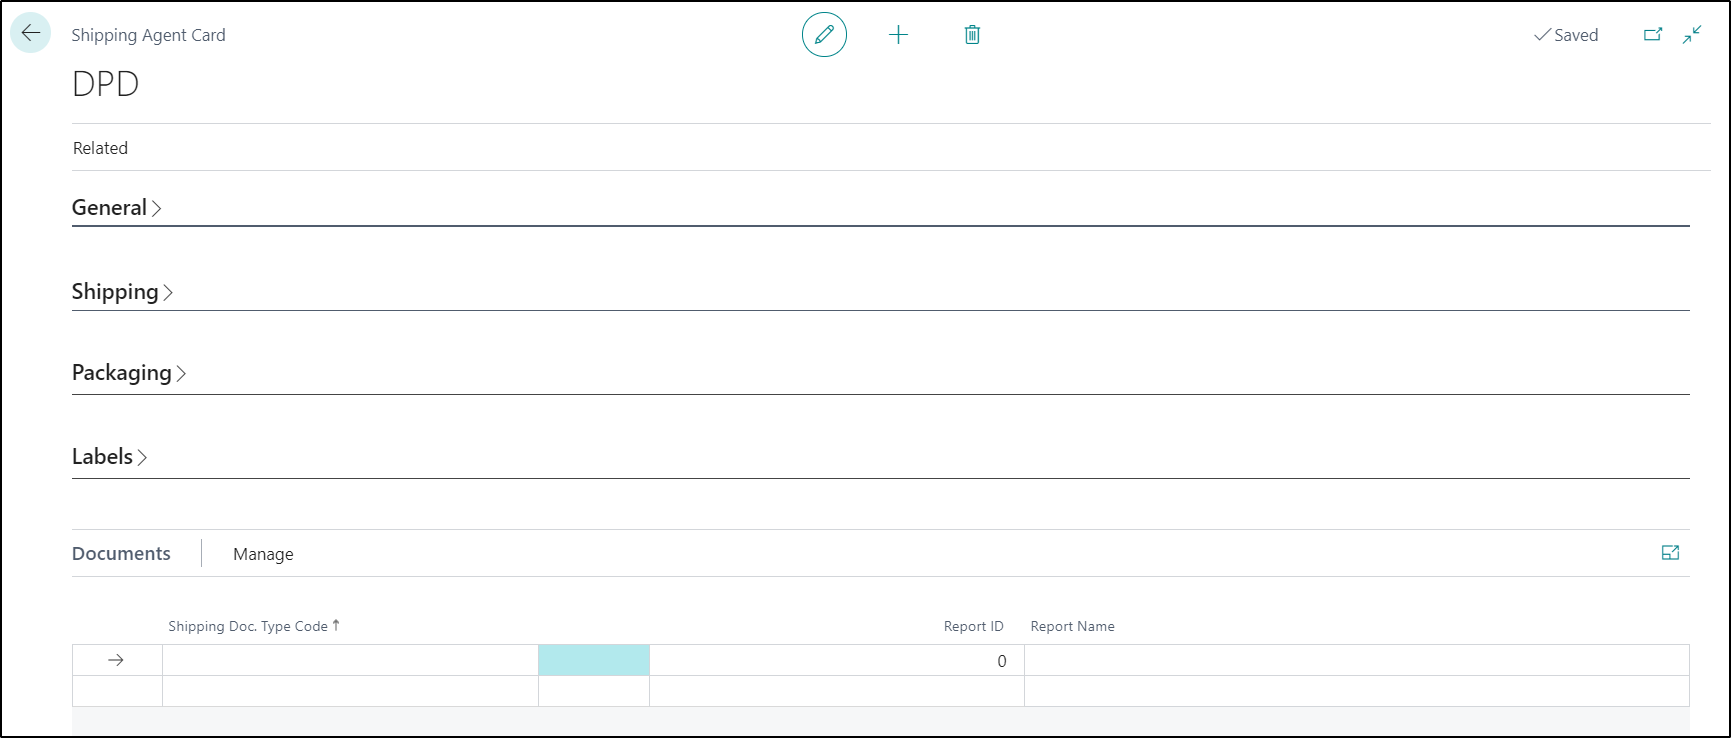 Shipping Agent Card
Saved
DPD
Related
General
Shipping
Packaging
Labels
Documents Manage
Shipping Doc. Type Code ↑ Report ID Report Name
0